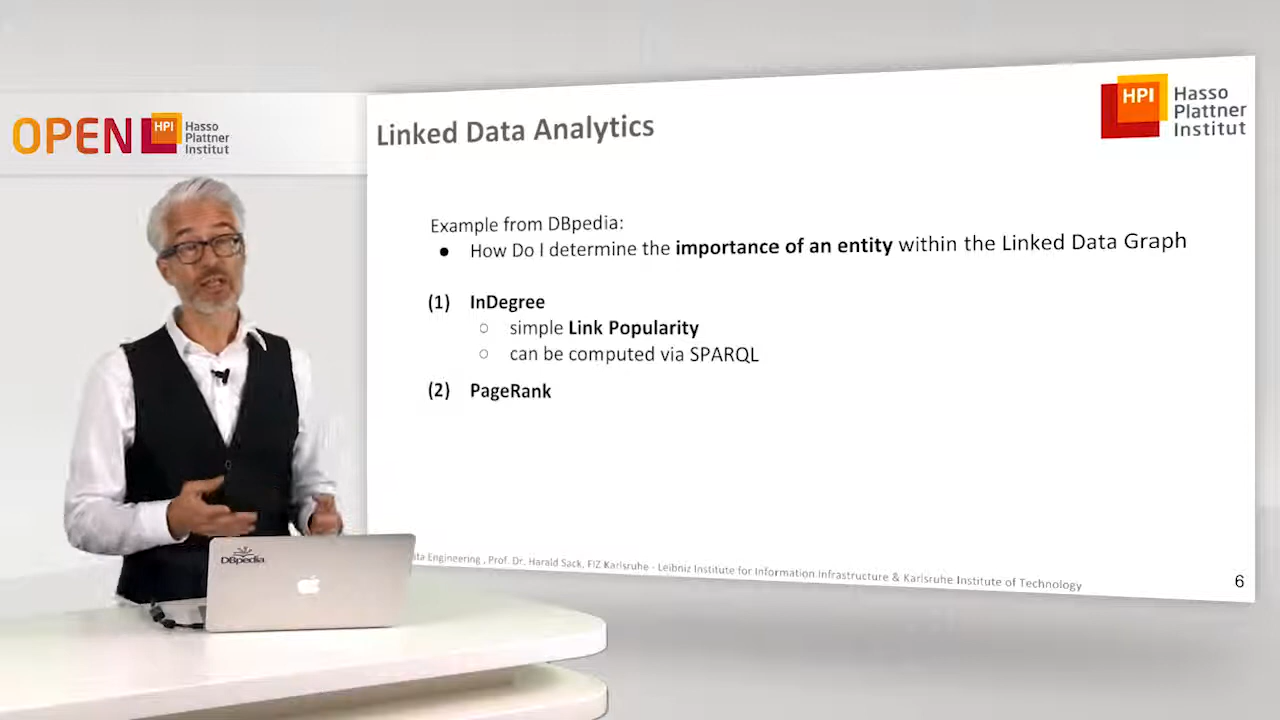 OPEN HPI Hasso
Plattner
Institut
Linked Data Analytics
HPI Hasso
Plattner
Institut
Example from DBpedia:
● How Do I determine the importance of an entity within the Linked Data Graph
(1) InDegree
○ simple Link Popularity
○ can be computed via SPARQL
(2) PageRank
DBpedia
Engineering , Prof. Dr. Harald Sack, FIZ Karlsruhe - Leibniz Institute for Information Infrastructure & Karlsruhe Institute of Technology
6